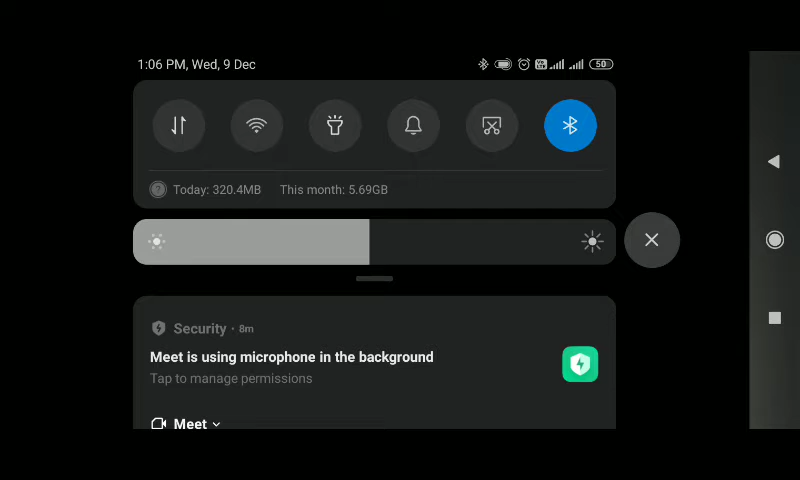 1:06 PM, Wed, 9 Dec
50
Today: 320.4MB This month: 5.69GB
Security · 8m
Meet is using microphone in the background
Tap to manage permissions
Meet